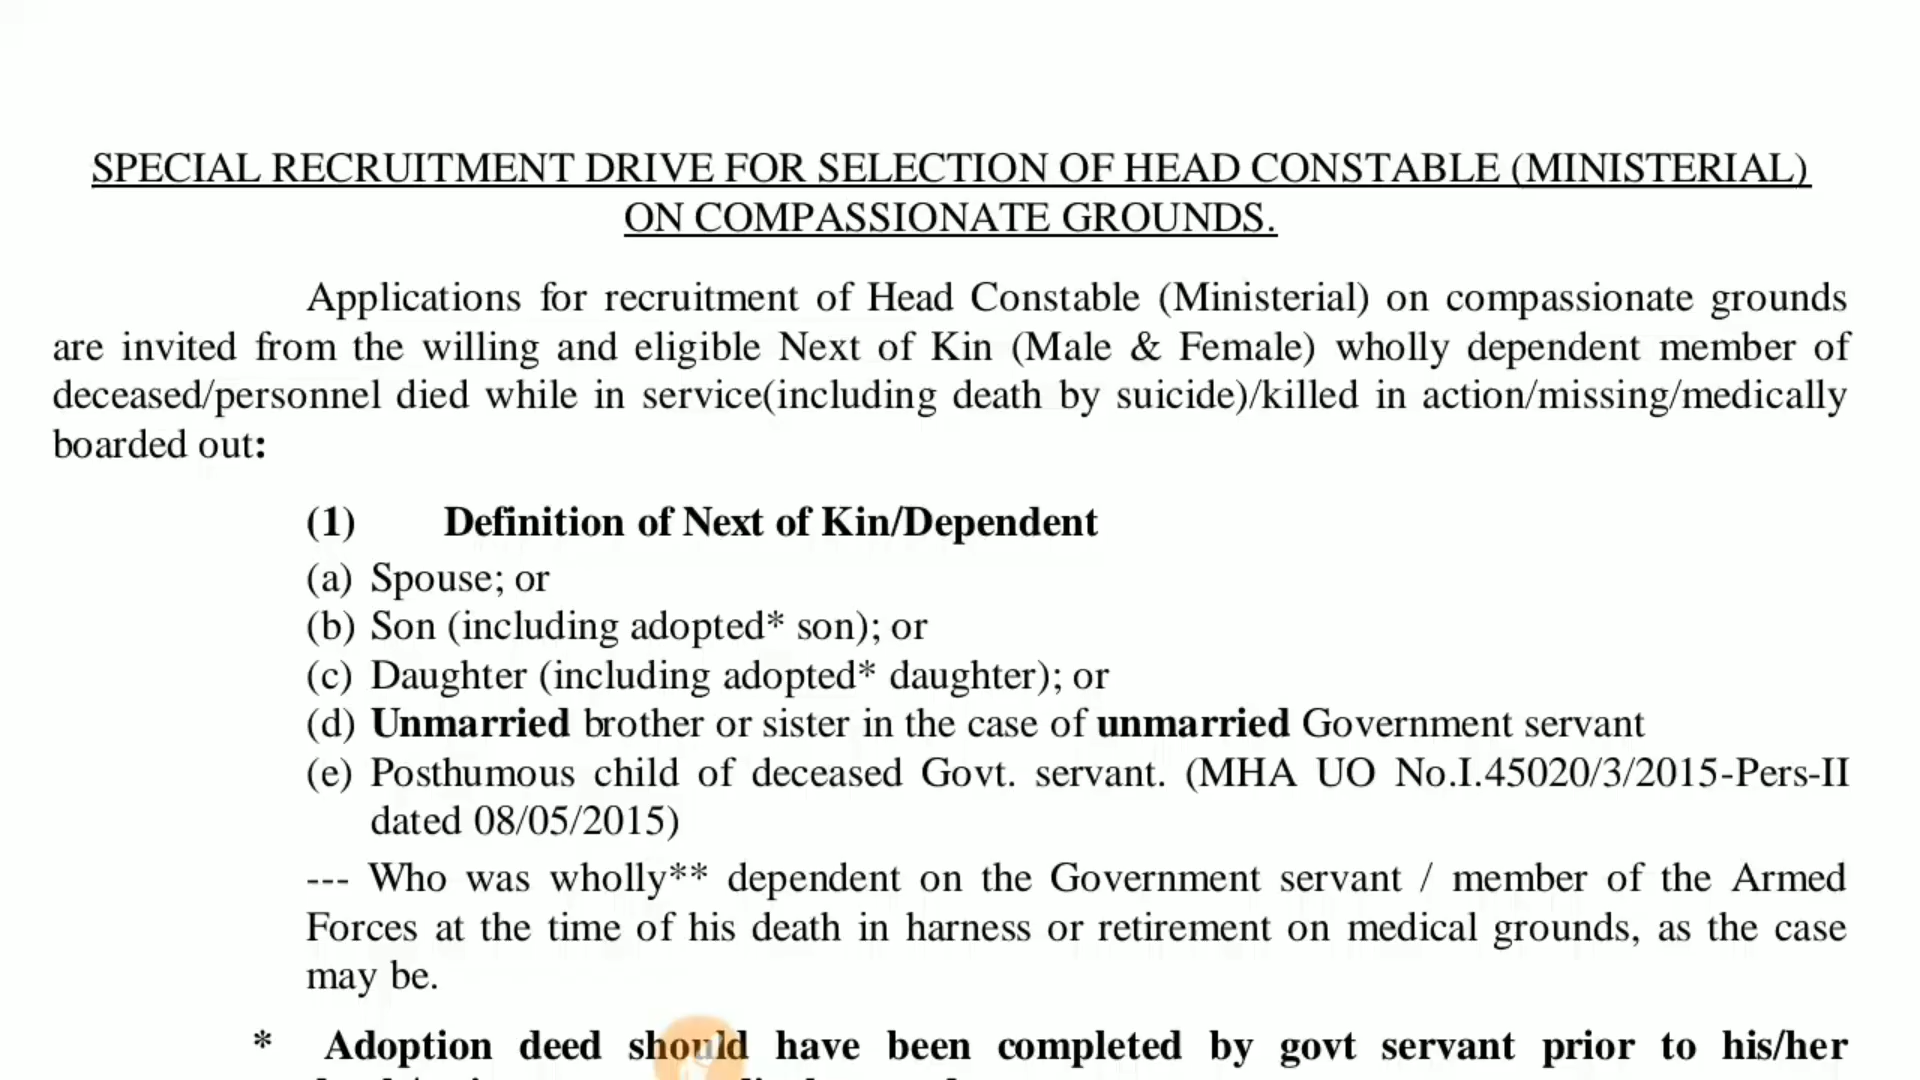 SPECIAL RECRUITMENT DRIVE FOR SELECTION OF HEAD CONSTABLE (MINISTERIAL)
ON COMPASSIONATE GROUNDS.
Applications for recruitment of Head Constable (Ministerial) on compassionate grounds
are invited from the willing and eligible Next of Kin (Male & Female) wholly dependent member of
deceased/personnel died while in service(including death by suicide)/killed in action/missing/medically
boarded out:
(1) Definition of Next of Kin/Dependent
(a) Spouse; or
(b) Son (including adopted* son); or
(c) Daughter (including adopted* daughter); or
(d) Unmarried brother or sister in the case of unmarried Government servant
(e) Posthumous child of deceased Govt. servant. (MHA UO No.I.45020/3/2015-Pers-II
dated 08/05/2015)
--- Who was wholly** dependent on the Government servant / member of the Armed
Forces at the time of his death in harness or retirement on medical grounds, as the case
may be.
* Adoption deed should have been completed by govt servant prior to his/her